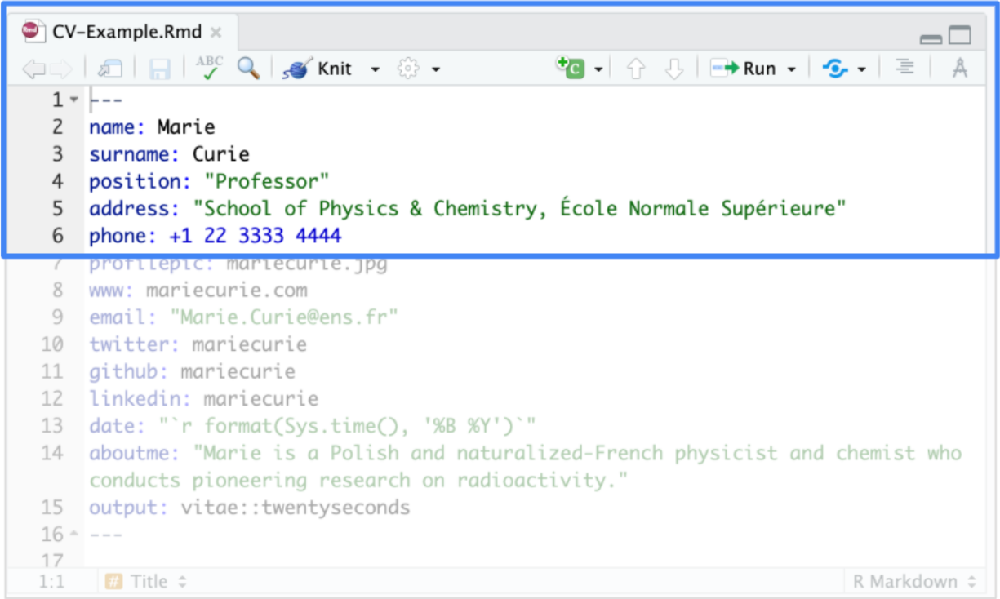 CV-Example.Rmd
ABC Knit C Run
1 ---
2 name: Marie
3 surname: Curie
4 position: "Professor"
5 address: "School of Physics & Chemistry, École Normale Supérieure"
6 phone: +1 22 3333 4444
7 profilepic: mariecurie.jpg
8 www: mariecurie.com
9 email: "Marie.Curie@ens.fr"
10 twitter: mariecurie
11 github: mariecurie
12 linkedin: mariecurie
13 date: "`r format(Sys.time(), '%B %Y')`"
14 aboutme: "Marie is a Polish and naturalized-French physicist and chemist who
conducts pioneering research on radioactivity."
15 output: vitae::twentyseconds
16 ---
17
1:1 # Title R Markdown